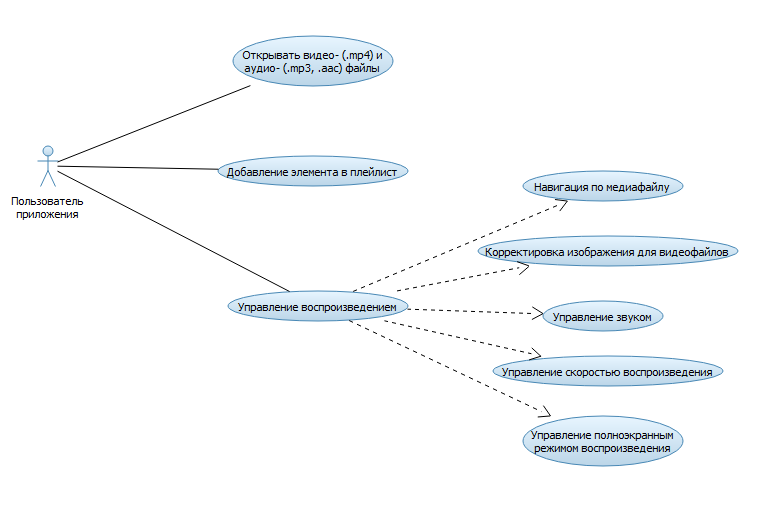 Открывать видео- (.mp4) и
аудио- (.mp3, .aac) файлы
Добавление элемента в плейлист
Пользователь
приложения
Навигация по медиафайлу
Корректировка изображения для видеофайлов
Управление воспроизведением
Управление звуком
Управление скоростью воспроизведения
Управление полноэкранным
режимом воспроизведения